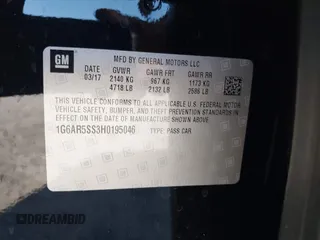 GM
MFD BY GENERAL MOTORS LLC
DATE GVWR GAWR FRT GAWR RR
03/17 2140 KG 967 KG 1173 KG
4718 LB 2132 LB 2586 LB
THIS VEHICLE CONFORMS TO ALL APPLICABLE U.S. FEDERAL MOTOR
VEHICLE SAFETY, BUMPER, AND THEFT PREVENTION STANDARDS IN
EFFECT ON THE DATE OF MANUFACTURE SHOWN ABOVE.
1G6AR5SS3H0195046 TYPE: PASS CAR
DREAMBID